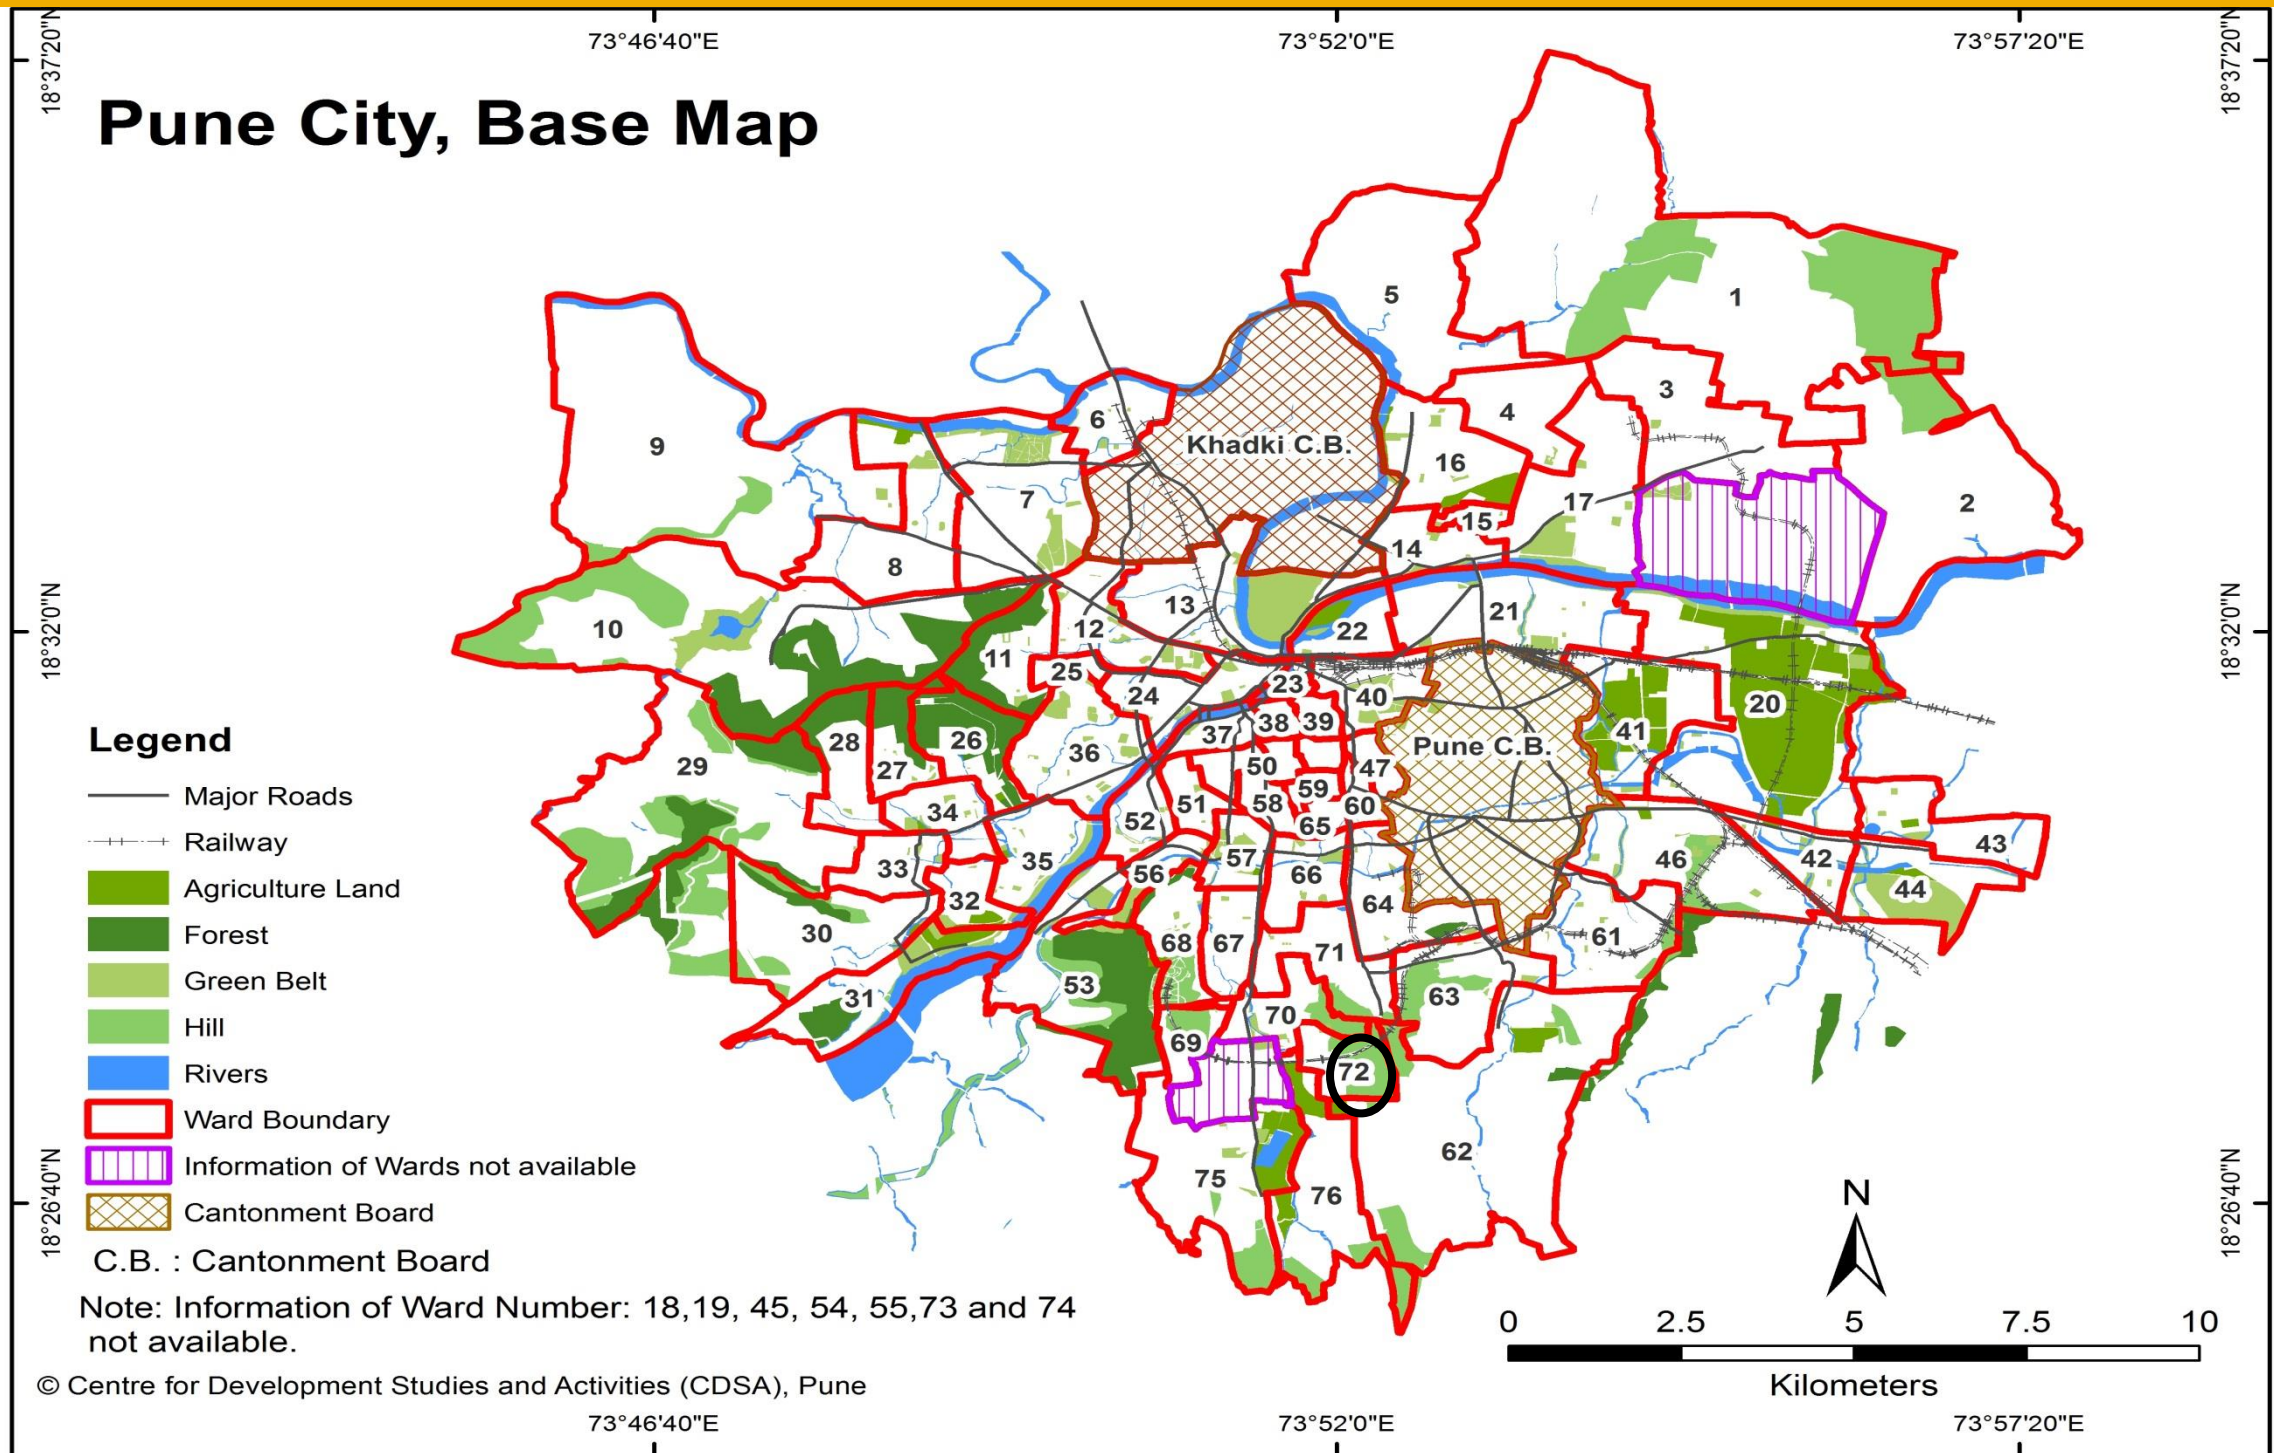 73°46'40"E
73°52'0"E
73°57'20"E
18°37'20"N
18°37'20"N
Pune City, Base Map
1
5
3
4
6
9
Khadki C.B.
16
7
17
2
15
14
8
13
21
10
12
22
18°32'0"N
18°32'0"N
11
25
23
24
40
20
38
39
37
41
28
26
Pune C.B.
36
29
27
50
47
59
51
58
60
34
52
65
43
57
46
42
35
33
56
66
44
32
64
30
61
68
67
71
53
63
31
70
69
72
62
75
76
Legend
Major Roads
Railway
Agriculture Land
Forest
Green Belt
Hill
Rivers
Ward Boundary
Information of Wards not available
Cantonment Board
C.B. : Cantonment Board
18°26'40"N
18°26'40"N
N
Note: Information of Ward Number: 18,19, 45, 54, 55,73 and 74
not available.
0 2.5 5 7.5 10
Kilometers
© Centre for Development Studies and Activities (CDSA), Pune
73°46'40"E
73°52'0"E
73°57'20"E